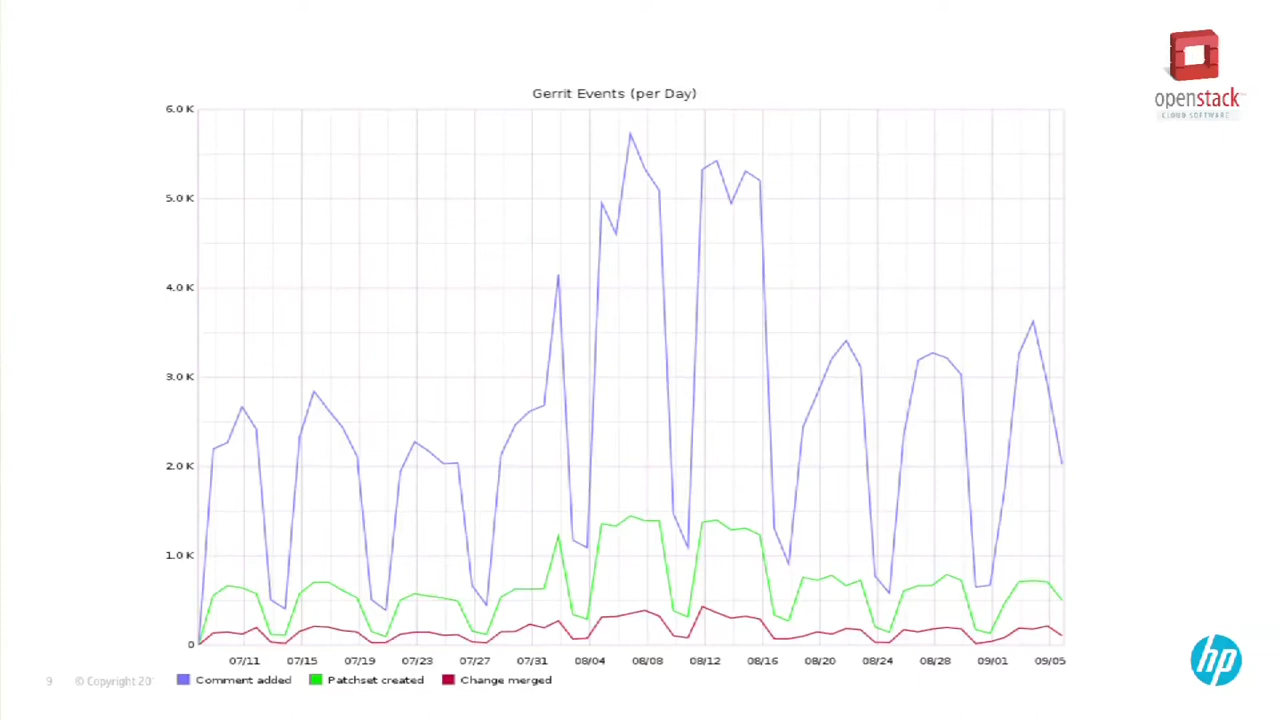 openstack
CLOUD SOFTWARE
Gerrit Events (per Day)
6.0 K
5.0 K
4.0 K
3.0 K
2.0 K
1.0 K
0
07/11 07/15 07/19 07/23 07/27 07/31 08/04 08/08 08/12 08/16 08/20 08/24 08/28 09/01 09/05
9 © Copyright 20 Comment added Patchset created Change merged
hp